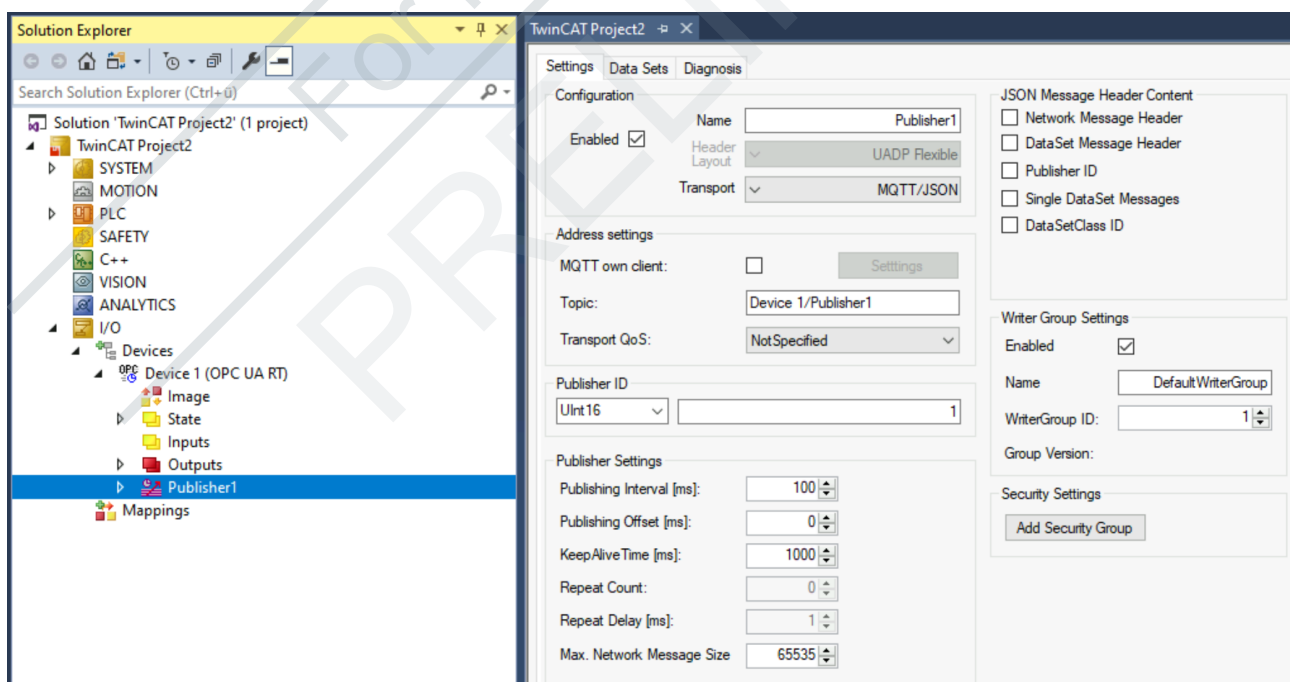 Solution Explorer
Search Solution Explorer (Ctrl+ü)
Solution 'TwinCAT Project2' (1 project)
TwinCAT Project2
SYSTEM
MOTION
PLC
SAFETY
C++
VISION
ANALYTICS
I/O
Devices
OPC Device 1 (OPC UA RT)
Image
State
Inputs
Outputs
Publisher1
Mappings
TwinCAT Project2
Settings Data Sets Diagnosis
Configuration
Enabled
Name Publisher1
Header Layout UADP Flexible
Transport MQTT/JSON
Address settings
MQTT own client: Setttings
Topic: Device 1/Publisher1
Transport QoS: NotSpecified
Publisher ID
UInt16 1
Publisher Settings
Publishing Interval [ms]: 100
Publishing Offset [ms]: 0
KeepAliveTime [ms]: 1000
Repeat Count: 0
Repeat Delay [ms]: 1
Max. Network Message Size 65535
JSON Message Header Content
Network Message Header
DataSet Message Header
Publisher ID
Single DataSet Messages
DataSetClass ID
Writer Group Settings
Enabled
Name DefaultWriterGroup
WriterGroup ID: 1
Group Version:
Security Settings
Add Security Group
For
PRELI